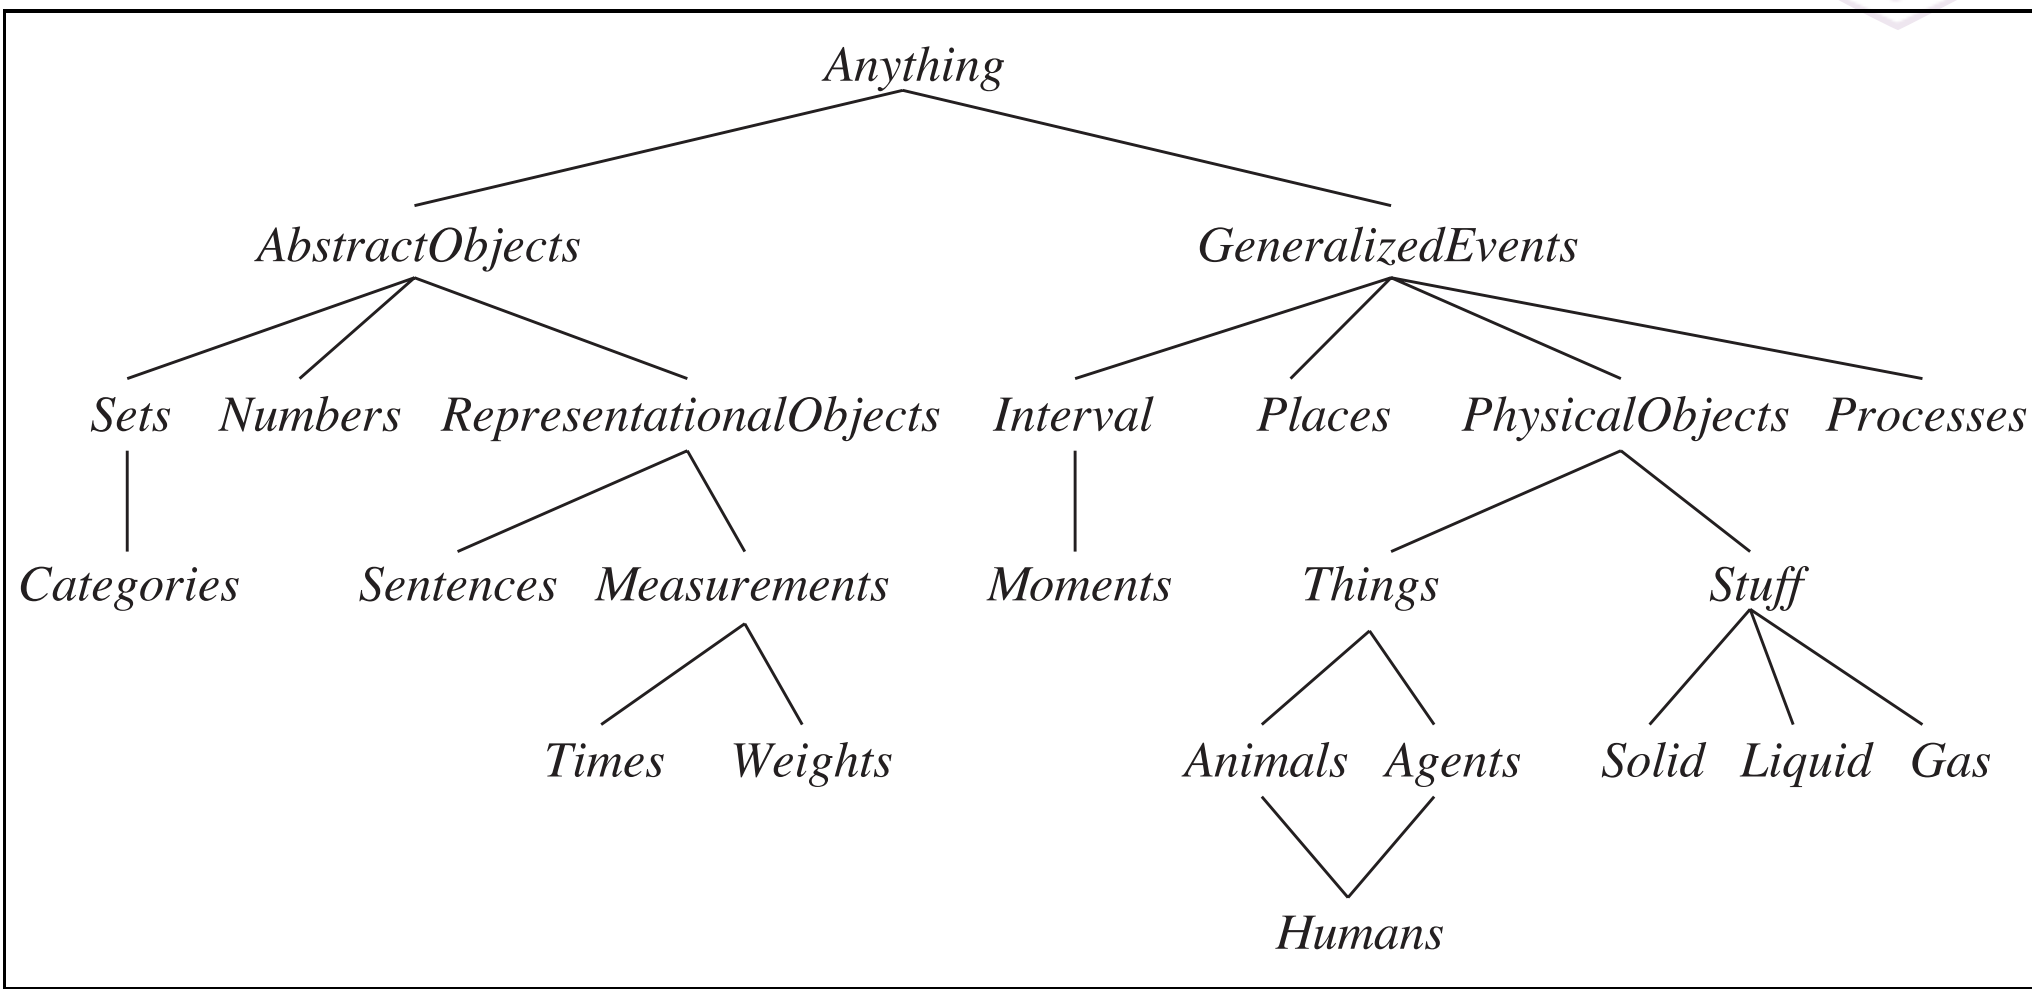 Anything
AbstractObjects GeneralizedEvents
Sets Numbers RepresentationalObjects Interval Places PhysicalObjects Processes
Categories Sentences Measurements Moments Things Stuff
Times Weights Animals Agents Solid Liquid Gas
Humans